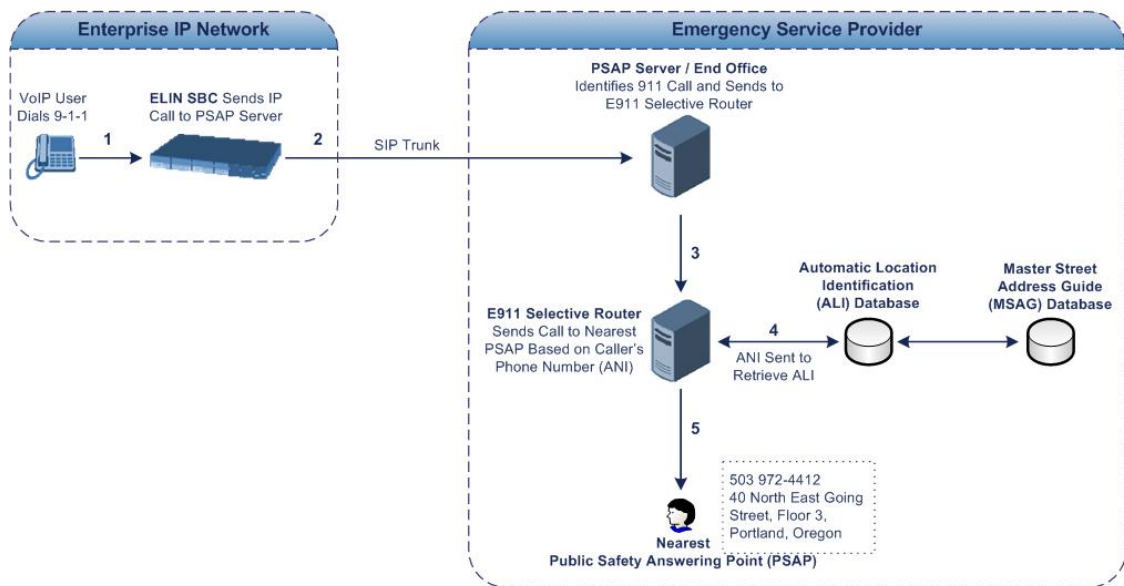 Enterprise IP Network
Emergency Service Provider
VoIP User
Dials 9-1-1
1
ELIN SBC Sends IP
Call to PSAP Server
2
SIP Trunk
PSAP Server / End Office
Identifies 911 Call and Sends to
E911 Selective Router
3
E911 Selective Router
Sends Call to Nearest
PSAP Based on Caller's
Phone Number (ANI)
4
ANI Sent to
Retrieve ALI
Automatic Location
Identification
(ALI) Database
Master Street
Address Guide
(MSAG) Database
5
503 972-4412
40 North East Going
Street, Floor 3,
Portland, Oregon
Nearest
Public Safety Answering Point (PSAP)